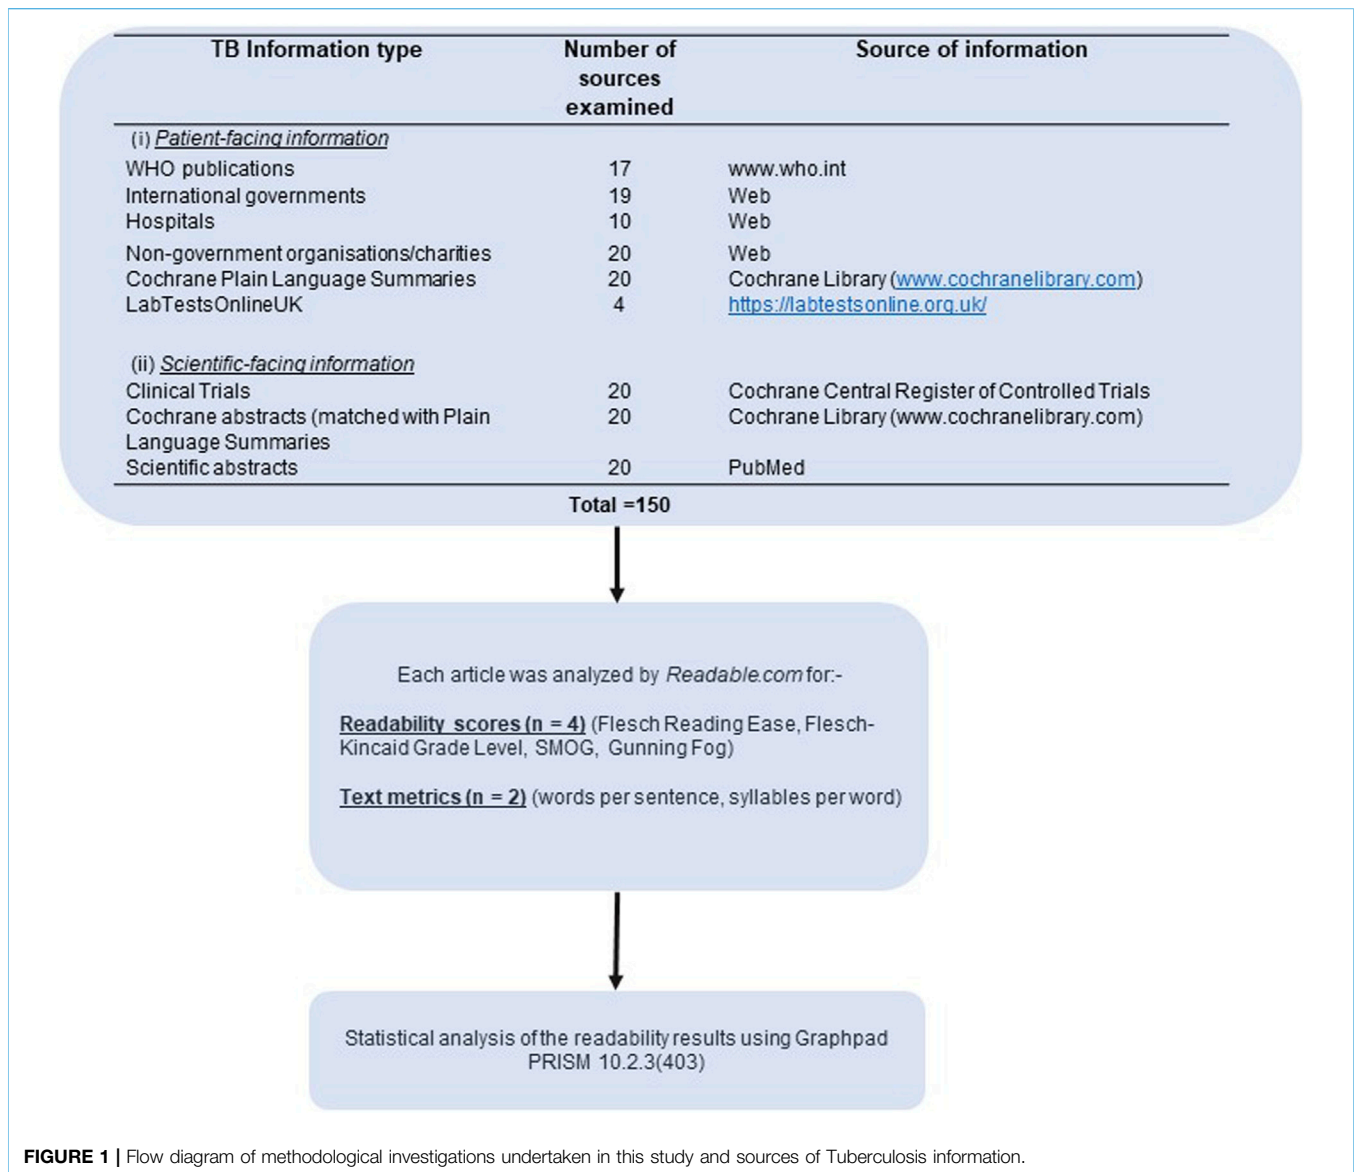 TB Information type Number of sources examined Source of information
(i) Patient-facing information
WHO publications 17 www.who.int
International governments 19 Web
Hospitals 10 Web
Non-government organisations/charities 20 Web
Cochrane Plain Language Summaries 20 Cochrane Library (www.cochranelibrary.com)
LabTestsOnlineUK 4 https://labtestsonline.org.uk/
(ii) Scientific-facing information
Clinical Trials 20 Cochrane Central Register of Controlled Trials
Cochrane abstracts (matched with Plain 20 Cochrane Library (www.cochranelibrary.com)
Language Summaries
Scientific abstracts 20 PubMed
Total =150
Each article was analyzed by Readable.com for:-
Readability scores (n = 4) (Flesch Reading Ease, Flesch-
Kincaid Grade Level, SMOG, Gunning Fog)
Text metrics (n = 2) (words per sentence, syllables per word)
Statistical analysis of the readability results using Graphpad
PRISM 10.2.3(403)
FIGURE 1 | Flow diagram of methodological investigations undertaken in this study and sources of Tuberculosis information.